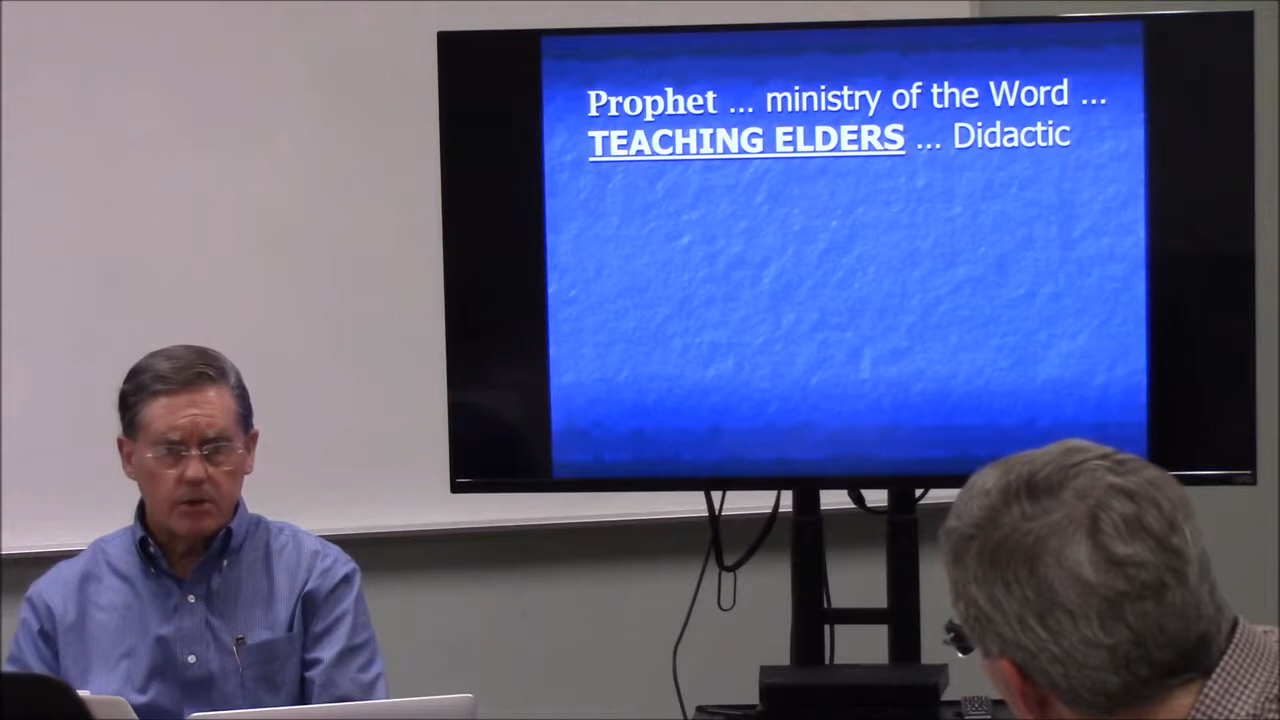 Prophet ... ministry of the Word ...
TEACHING ELDERS ... Didactic